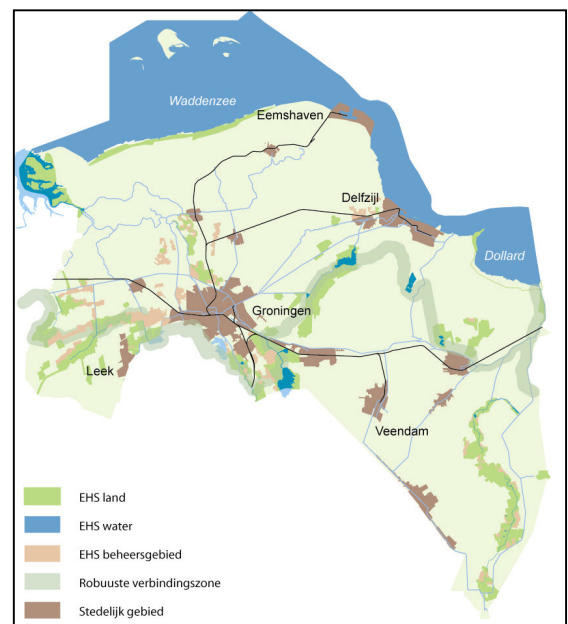 Waddenzee
Eemshaven
Delfzijl
Dollard
Groningen
Leek
Veendam
EHS land
EHS water
EHS beheersgebied
Robuuste verbindingszone
Stedelijk gebied